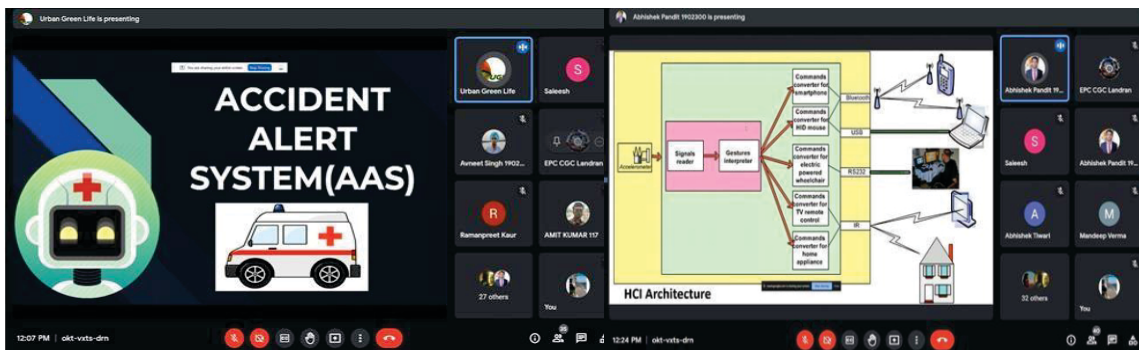 Urban Green Life is presenting
ACCIDENT
ALERT
SYSTEM(AAS)
Urban Green Life
Saleesh
Avneet Singh 1902...
EPC CGC Landran
R
Ramanpreet Kaur
AMIT KUMAR 117
27 others
You
12:07 PM | okt-vxts-drn
35
Abhishek Pandit 1902300 is presenting
Accelerometer
Signals
reader
Gestures
interpreter
Commands
converter for
smartphone
Commands
converter for
HID mouse
Commands
converter for
electric
powered
wheelchair
Commands
converter for
TV remote
control
Commands
converter for
home
appliance
Bluetooth
USB
RS232
IR
HCI Architecture
Abhishek Pandit 19...
EPC CGC Landran
S
Saleesh
Abhishek Pandit 19...
A
Abhishek Tiwari
M
Mandeep Verma
32 others
You
12:24 PM | okt-vxts-drn
40